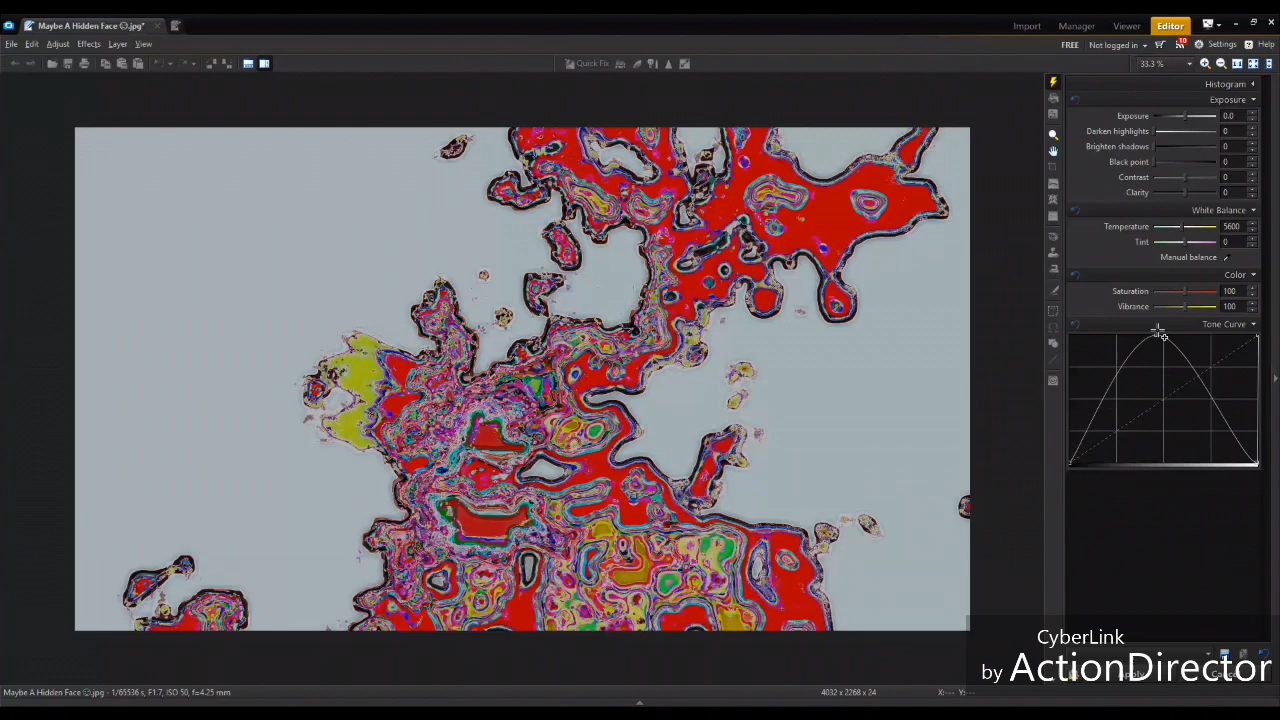 Maybe A Hidden Face ☺.jpg*
Import Manager Viewer Editor
File Edit Adjust Effects Layer View
FREE Not logged in 10 Settings Help
Quick Fix
33.3 %
Histogram
Exposure
Exposure 0.0
Darken highlights 0
Brighten shadows 0
Black point 0
Contrast 0
Clarity 0
White Balance
Temperature 5600
Tint 0
Manual balance
Color
Saturation 100
Vibrance 100
Tone Curve
CyberLink
by ActionDirector
Maybe A Hidden Face ☺.jpg - 1/65536 s, F1.7, ISO 50, f=4.25 mm
4032 x 2268 x 24
X:--- Y:---